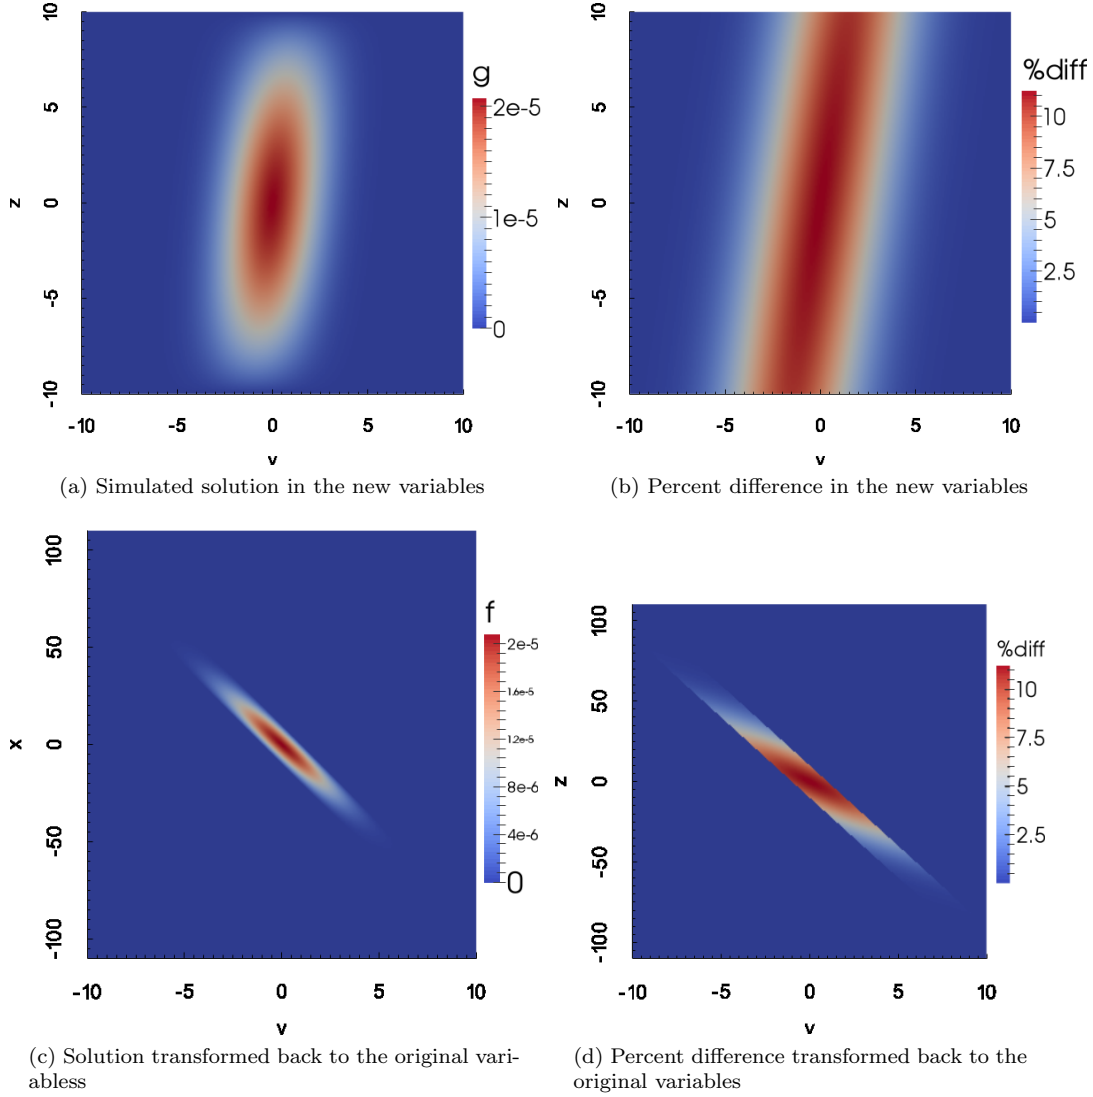 10
5
0
-5
-10
z
-10 -5 0 5 10
v
g
2e-5
1e-5
0
(a) Simulated solution in the new variables
10
5
0
-5
-10
z
-10 -5 0 5 10
v
%diff
10
7.5
5
2.5
(b) Percent difference in the new variables
100
50
0
-50
-100
x
-10 -5 0 5 10
v
f
2e-5
1.6e-5
1.2e-5
8e-6
4e-6
0
(c) Solution transformed back to the original vari-
abless
100
50
0
-50
-100
z
-10 -5 0 5 10
v
%diff
10
7.5
5
2.5
(d) Percent difference transformed back to the
original variables